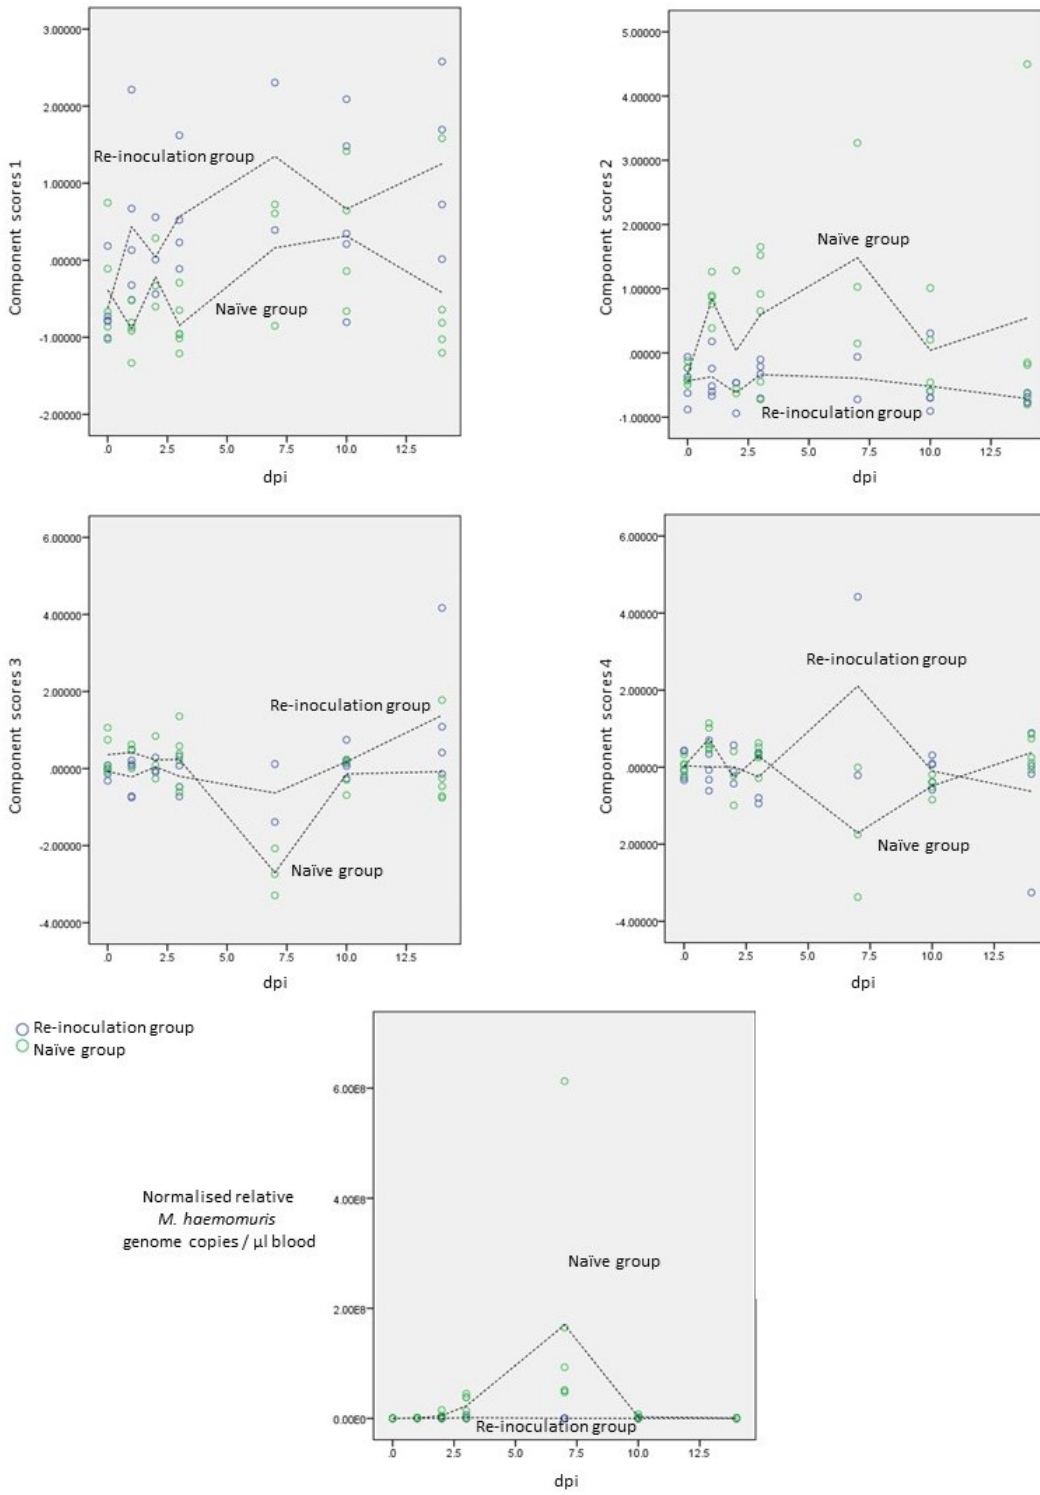 3.00000
2.00000
1.00000
.00000
-1.00000
-2.00000
Component scores 1
Re-inoculation group
Naïve group
.0 2.5 5.0 7.5 10.0 12.5
dpi
5.00000
4.00000
3.00000
2.00000
1.00000
.00000
-1.00000
Component scores 2
Naïve group
Re-inoculation group
.0 2.5 5.0 7.5 10.0 12.5
dpi
6.00000
4.00000
2.00000
.00000
-2.00000
-4.00000
Component scores 3
Re-inoculation group
Naïve group
.0 2.5 5.0 7.5 10.0 12.5
dpi
6.00000
4.00000
2.00000
.00000
2.00000
-4.00000
Component scores 4
Re-inoculation group
Naïve group
.0 2.5 5.0 7.5 10.0 12.5
dpi
Re-inoculation group
Naïve group
Normalised relative
M. haemomuris
genome copies / µl blood
6.00E8
4.00E8
2.00E8
0.00E0
Naïve group
Re-inoculation group
.0 2.5 5.0 7.5 10.0 12.5
dpi